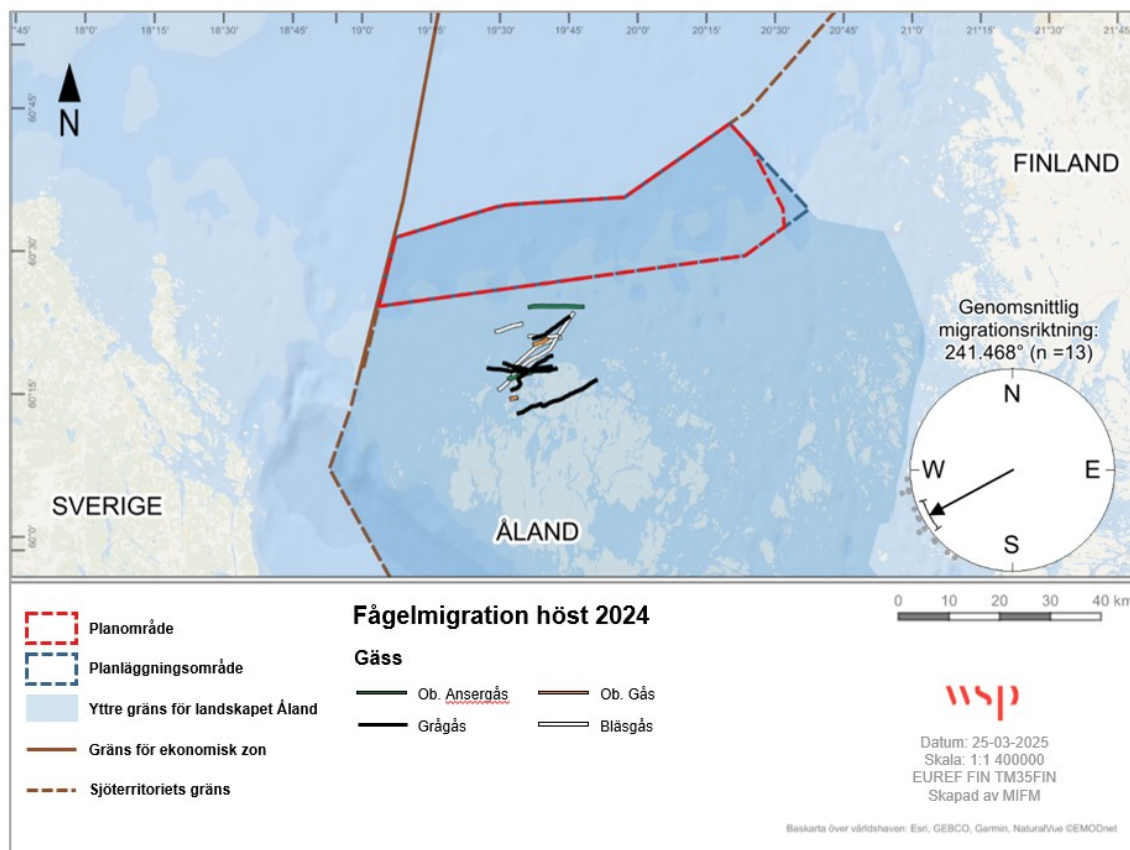 °45'
18°0'
18°15'
18°30'
18°45'
19°0'
19°15'
19°30'
19°45'
20°0'
20°15'
20°30'
20°45'
21°0'
21°15'
21°30'
21°45'
60°45'
60°30'
60°15'
60°0'
N
FINLAND
SVERIGE
ÅLAND
Genomsnittlig
migrationsriktning:
241.468° (n =13)
N
W
E
S
Planområde
Planläggningsområde
Yttre gräns för landskapet Åland
Gräns för ekonomisk zon
Sjöterritoriets gräns
Fågelmigration höst 2024
Gäss
Ob. Ansergås
Ob. Gås
Grågås
Bläsgås
0 10 20 30 40 km
wsp
Datum: 25-03-2025
Skala: 1:1 400000
EUREF FIN TM35FIN
Skapad av MIFM
Baskarta över världshaven: Esri, GEBCO, Garmin, NaturalVue ©EMODnet